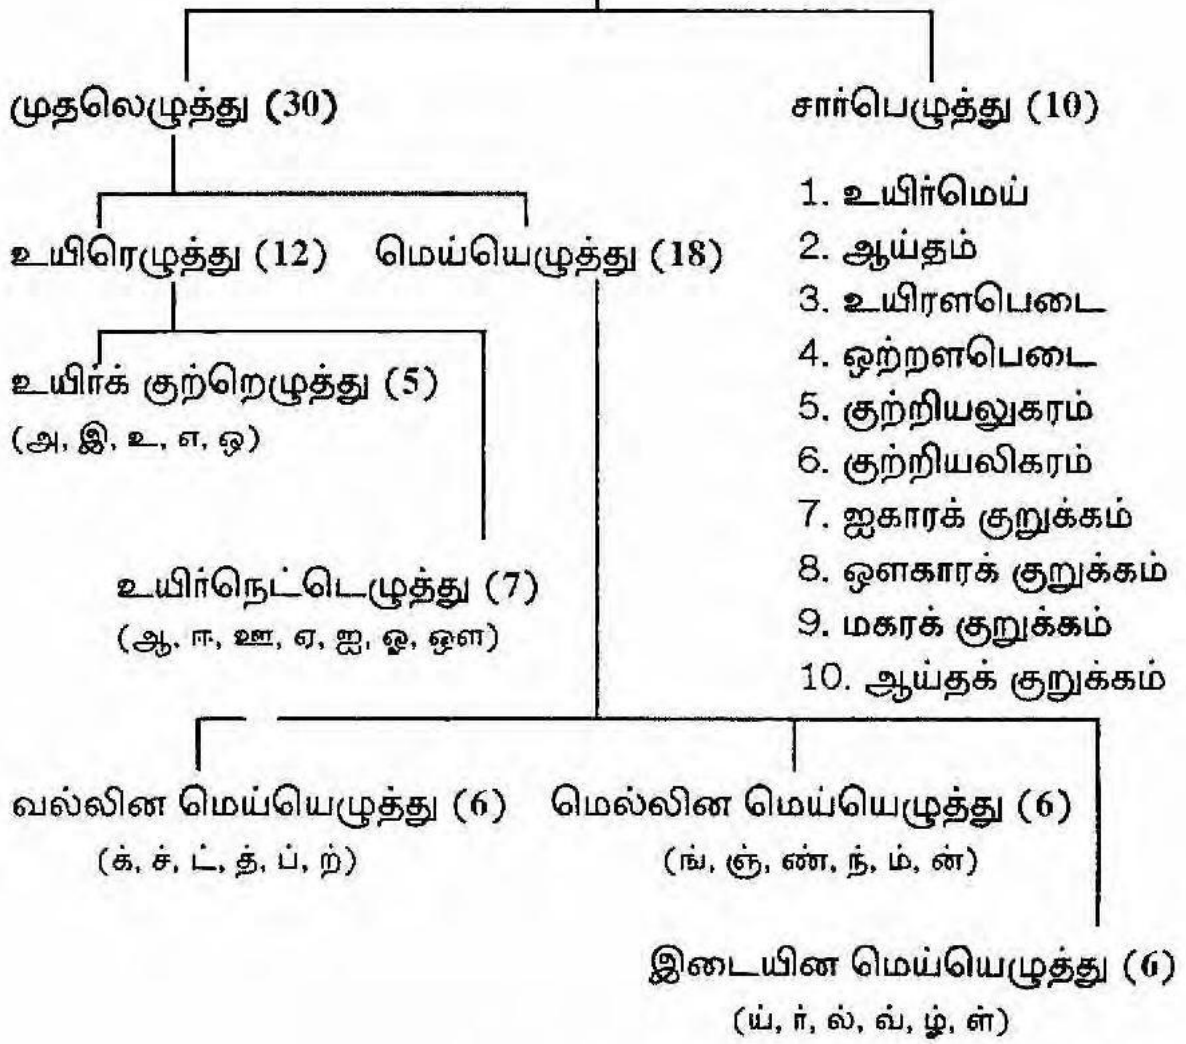 முதலெழுத்து (30)
சார்பெழுத்து (10)
உயிரெழுத்து (12)
மெய்யெழுத்து (18)
உயிர்க் குற்றெழுத்து (5)
(அ, இ, உ, எ, ஒ)
உயிர்நெட்டெழுத்து (7)
(ஆ, ஈ, ஊ, ஏ, ஐ, ஓ, ஔ)
1. உயிர்மெய்
2. ஆய்தம்
3. உயிரளபெடை
4. ஒற்றளபெடை
5. குற்றியலுகரம்
6. குற்றியலிகரம்
7. ஐகாரக் குறுக்கம்
8. ஔகாரக் குறுக்கம்
9. மகரக் குறுக்கம்
10. ஆய்தக் குறுக்கம்
வல்லின மெய்யெழுத்து (6)
(க், ச், ட், த், ப், ற்)
மெல்லின மெய்யெழுத்து (6)
(ங், ஞ், ண், ந், ம், ன்)
இடையின மெய்யெழுத்து (6)
(ய், ர், ல், வ், ழ், ள்)